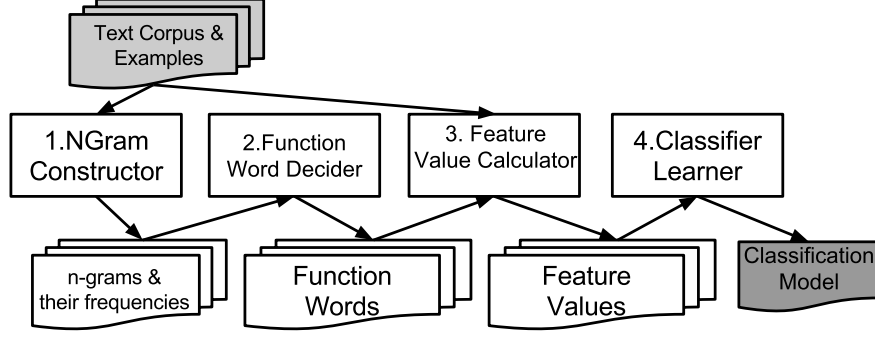 Text Corpus &
Examples
1.NGram
Constructor
2.Function
Word Decider
3. Feature
Value Calculator
4.Classifier
Learner
n-grams &
their frequencies
Function
Words
Feature
Values
Classification
Model